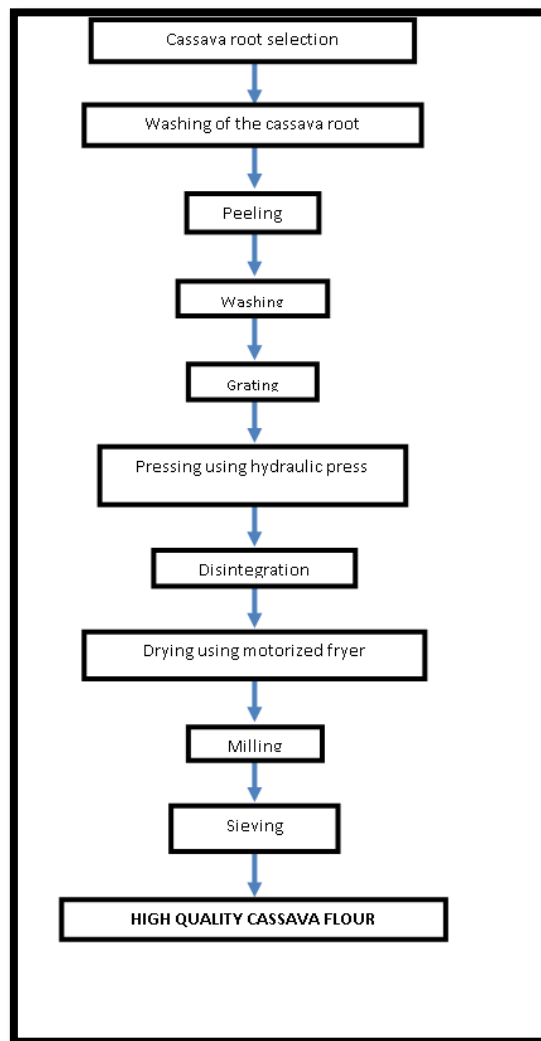 Cassava root selection
Washing of the cassava root
Peeling
Washing
Grating
Pressing using hydraulic press
Disintegration
Drying using motorized fryer
Milling
Sieving
HIGH QUALITY CASSAVA FLOUR